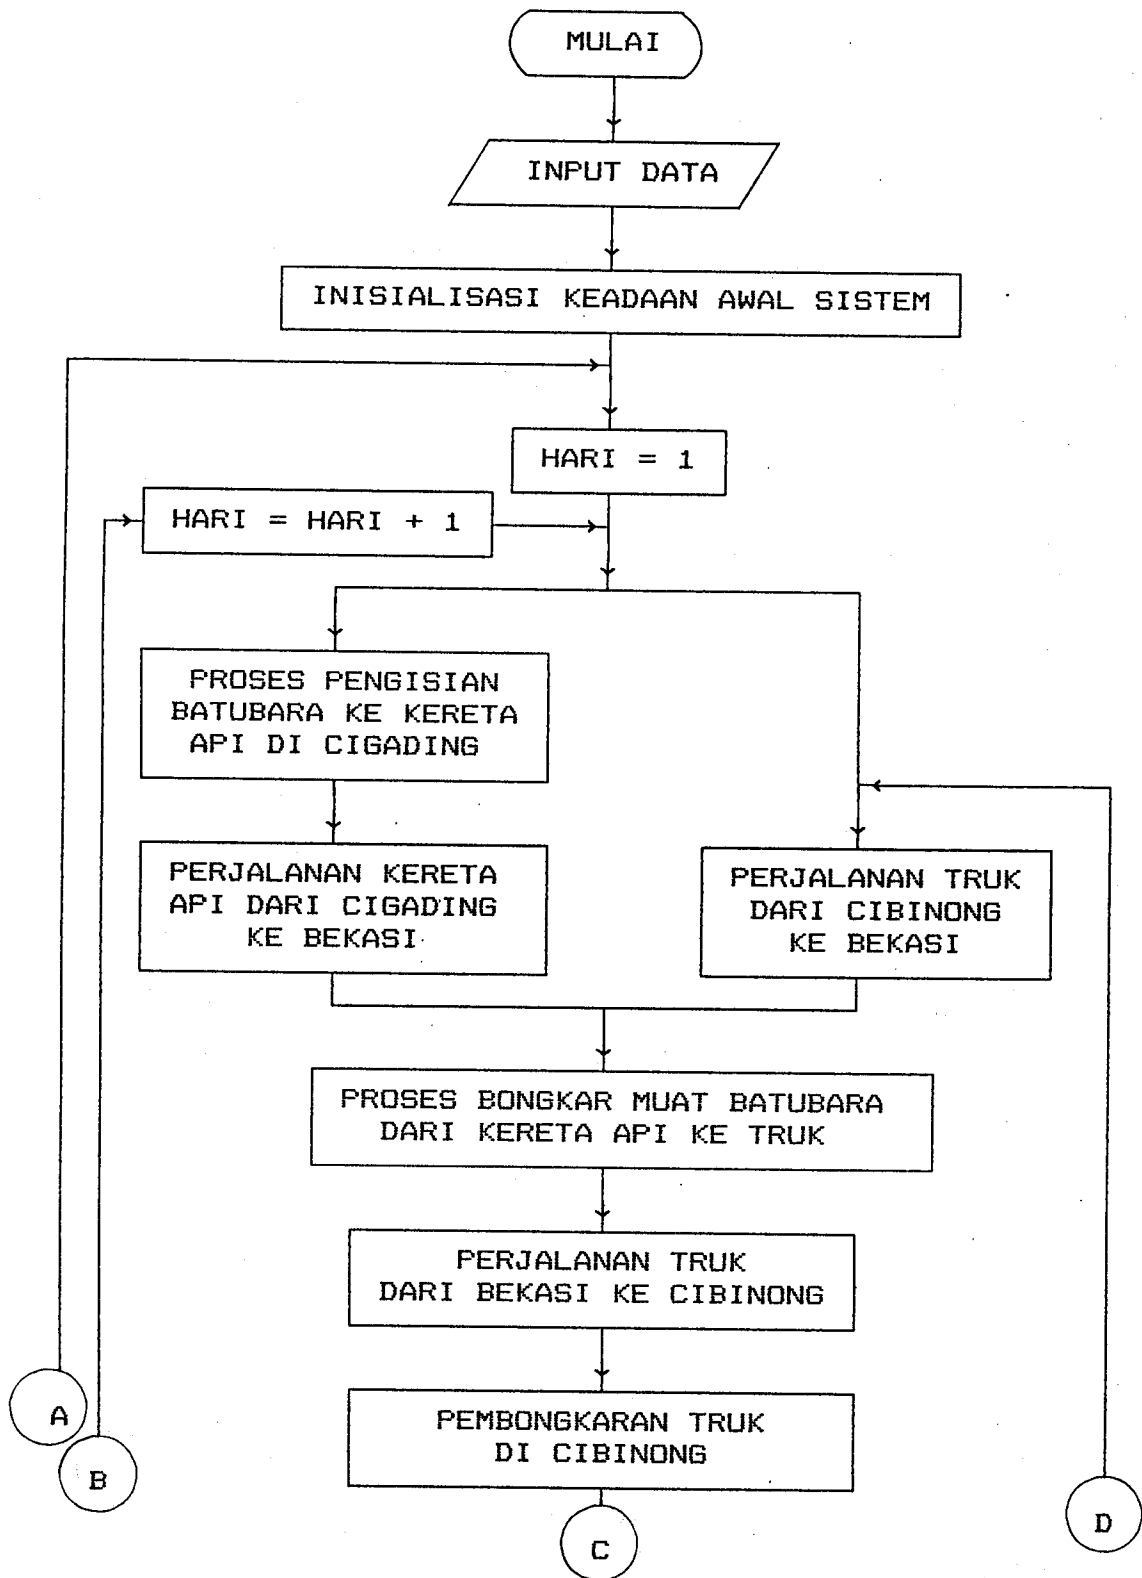 MULAI
INPUT DATA
INISIALISASI KEADAAN AWAL SISTEM
HARI = 1
HARI = HARI + 1
PROSES PENGISIAN
BATUBARA KE KERETA
API DI CIGADING
PERJALANAN KERETA
API DARI CIGADING
KE BEKASI
PERJALANAN TRUK
DARI CIBINONG
KE BEKASI
PROSES BONGKAR MUAT BATUBARA
DARI KERETA API KE TRUK
PERJALANAN TRUK
DARI BEKASI KE CIBINONG
PEMBONGKARAN TRUK
DI CIBINONG
A
B
C
D